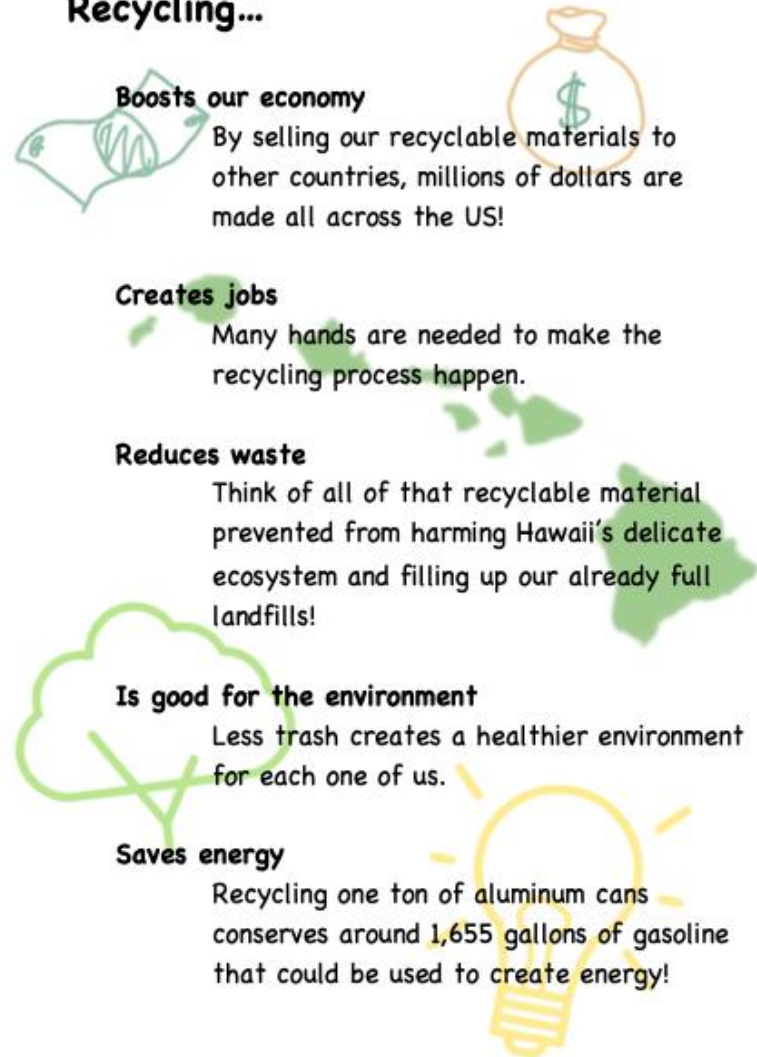 Recycling...
Boosts our economy
By selling our recyclable materials to
other countries, millions of dollars are
made all across the US!
Creates jobs
Many hands are needed to make the
recycling process happen.
Reduces waste
Think of all of that recyclable material
prevented from harming Hawaii's delicate
ecosystem and filling up our already full
landfills!
Is good for the environment
Less trash creates a healthier environment
for each one of us.
Saves energy
Recycling one ton of aluminum cans
conserves around 1,655 gallons of gasoline
that could be used to create energy!